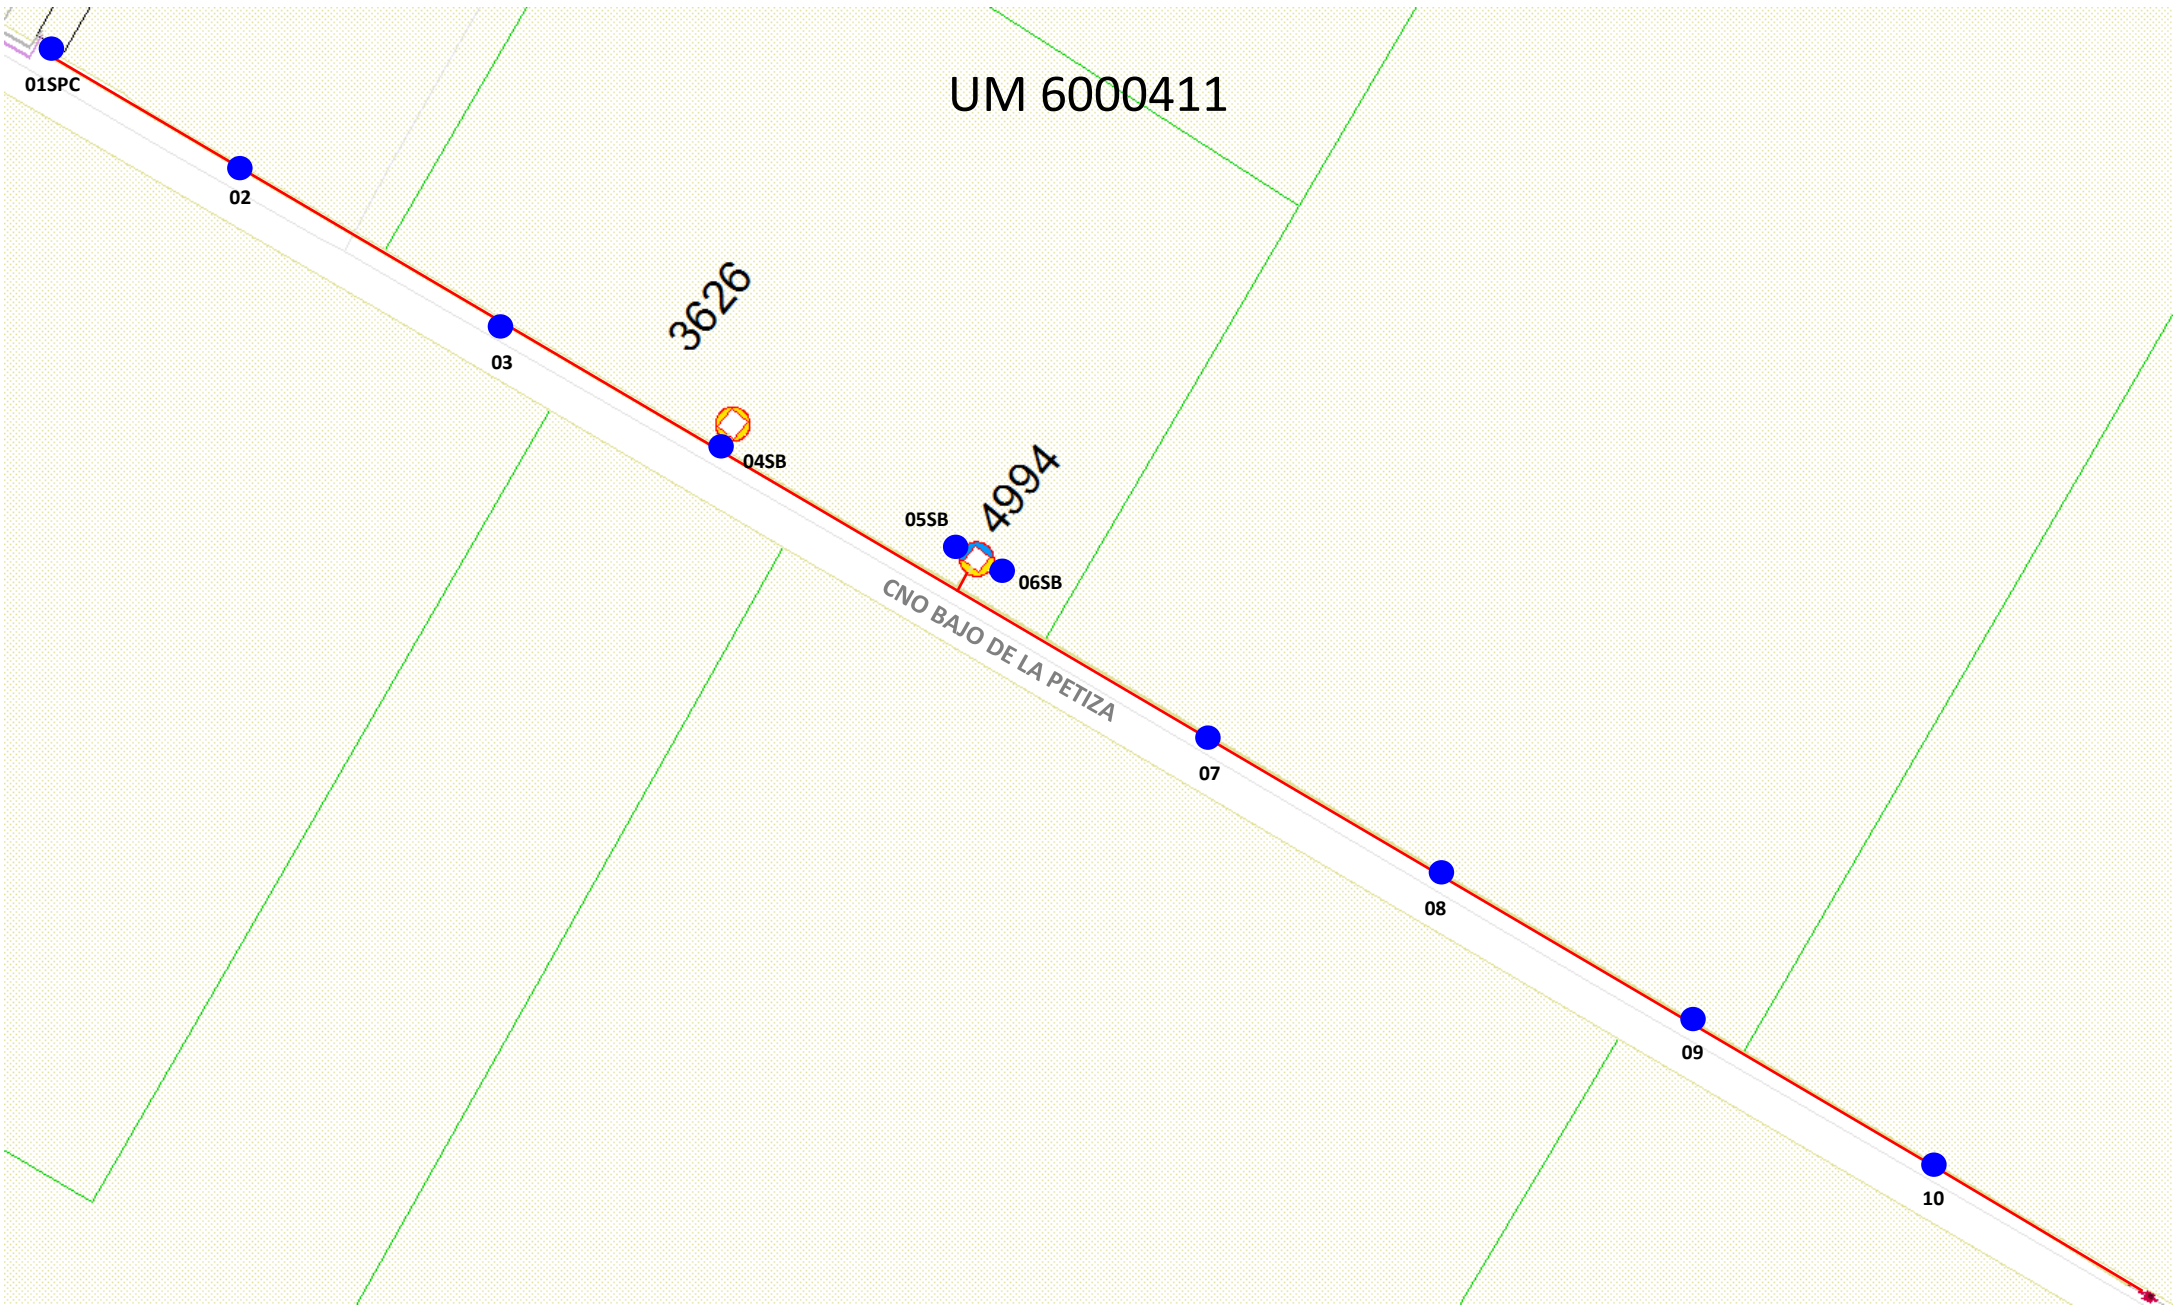 UM 6000411
01SPC
02
3626
03
04SB
4994
05SB
06SB
CNO BAJO DE LA PETIZA
07
08
09
10